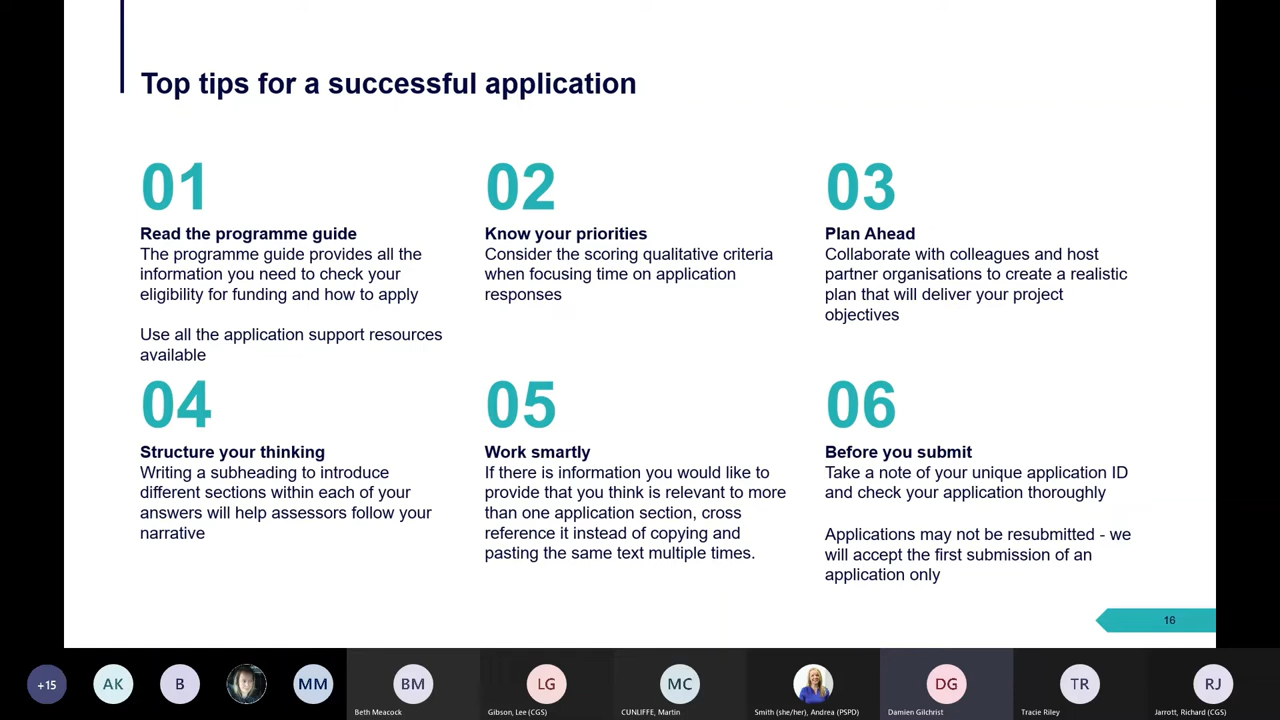 Top tips for a successful application
01
Read the programme guide
The programme guide provides all the
information you need to check your
eligibility for funding and how to apply
Use all the application support resources
available
02
Know your priorities
Consider the scoring qualitative criteria
when focusing time on application
responses
03
Plan Ahead
Collaborate with colleagues and host
partner organisations to create a realistic
plan that will deliver your project
objectives
04
Structure your thinking
Writing a subheading to introduce
different sections within each of your
answers will help assessors follow your
narrative
05
Work smartly
If there is information you would like to
provide that you think is relevant to more
than one application section, cross
reference it instead of copying and
pasting the same text multiple times.
06
Before you submit
Take a note of your unique application ID
and check your application thoroughly
Applications may not be resubmitted - we
will accept the first submission of an
application only
16
+15
AK
B
MM
BM
Beth Meacock
LG
Gibson, Lee (CGS)
MC
CUNLIFFE, Martin
Smith (she/her), Andrea (PSPD)
DG
Damien Gilchrist
TR
Tracie Riley
RJ
Jarrott, Richard (CGS)